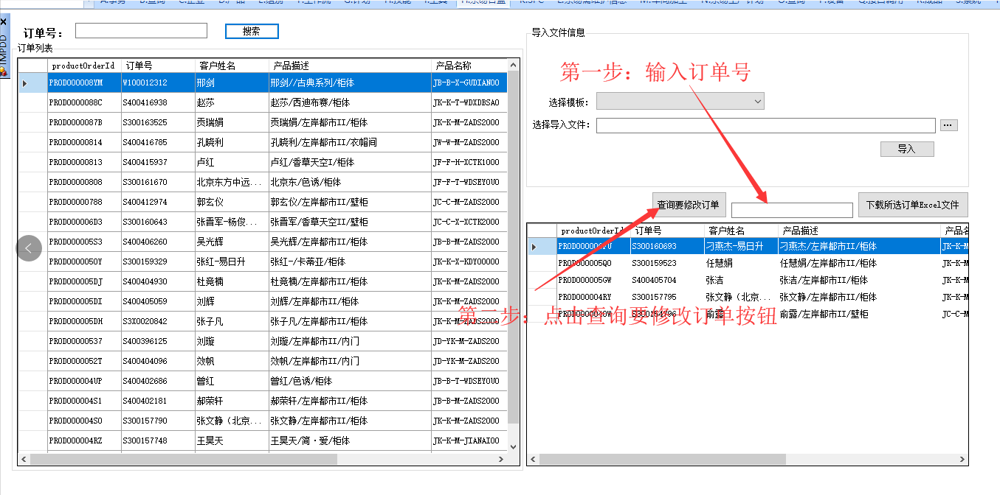 IMPDD
订单号：
搜索
订单列表
productOrderId 订单号 客户姓名 产品描述 产品名称
PROD000008YM W100012312 邢剑 邢剑//古典系列/柜体 JB-B-X-GUDIAN00
PROD0000088C S400416938 赵莎 赵莎/西迪布赛/柜体 JK-K-T-WDXDBSA0
PROD0000087B S300163525 贡瑞娟 贡瑞娟/左岸都市II/柜体 JK-K-M-ZADS2000
PROD00000814 S400416785 孔晓利 孔晓利/左岸都市II/衣帽间 JW-W-M-ZADS2000
PROD00000813 S400415937 卢红 卢红/香草天空I/柜体 JF-F-H-XCTK1000
PROD00000808 S300161670 北京东方中远... 北京东/色诱/柜体 JF-F-T-WDSEYOU0
PROD00000788 S400412974 郭玄仪 郭玄仪/左岸都市II/壁柜 JC-C-M-ZADS2000
PROD000006D3 S300160643 张晋军-杨俊... 张晋军/香草天空II/柜体 JC-C-X-XCTK2000
PROD000005S3 S400406260 吴光辉 吴光辉/左岸都市II/柜体 JB-B-M-ZADS2000
PROD0000050Y S300159329 张红-易日升 张红-/卡蒂亚/柜体 JK-K-X-KDY00000
PROD000005DJ S400404930 杜竞楠 杜竞楠/左岸都市II/柜体 JK-K-M-ZADS2000
PROD000005DI S400405059 刘辉 刘辉/左岸都市II/柜体 JK-K-M-ZADS2000
PROD000005DH S3X0020842 张子凡 张子凡/左岸都市II/柜体 JK-K-M-ZADS2000
PROD00000537 S400396125 刘璇 刘璇/左岸都市II/内门 JD-YK-M-ZADS200
PROD0000052T S400404096 效帆 效帆/左岸都市II/内门 JD-YK-M-ZADS200
PROD000004UP S400402686 曾红 曾红/色诱/柜体 JB-B-T-WDSEYOU0
PROD000004S1 S400402181 郝荣轩 郝荣轩/左岸都市II/柜体 JB-B-M-ZADS2000
PROD000004S0 S300157790 张文静（北京... 张文静/左岸都市II/柜体 JK-K-M-ZADS2000
PROD000004RZ S300157748 王昊天 王昊天/简·爱/柜体 JK-K-M-JIANAI00
导入文件信息
第一步：输入订单号
选择模板：
选择导入文件：
...
导入
查询要修改订单
下载所选订单Excel文件
productOrderId 订单号 客户姓名 产品描述 产品名
S300160693 刁燕杰-易日升 刁燕杰/左岸都市II/柜体 JK-K-M
PROD000005Q0 S300159523 任慧娟 任慧娟/左岸都市II/柜体 JK-K-M
PROD000005GW S400405704 张洁 张洁/左岸都市II/柜体 JK-K-M
PROD000004RY S300157795 张文静（北京... 张文静/左岸都市II/柜体 JK-K-M
S300154796 俞露 俞露/左岸都市II/壁柜 JC-C-M
第二步：点击查询要修改订单按钮